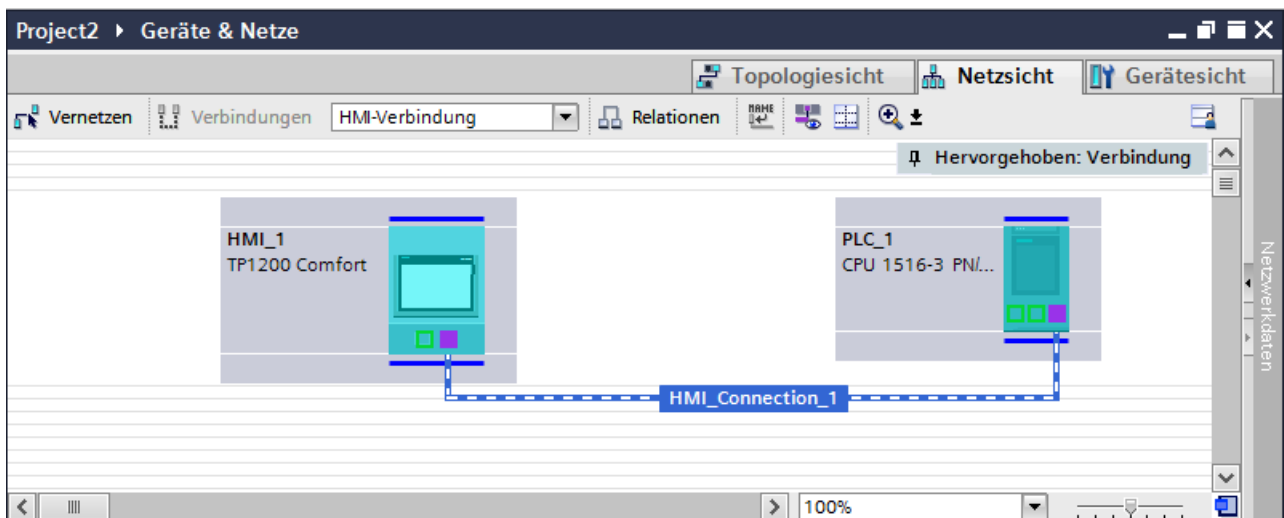 Project2 ▸ Geräte & Netze
Topologiesicht Netzsicht Gerätesicht
Vernetzen Verbindungen HMI-Verbindung Relationen
Hervorgehoben: Verbindung
HMI_1
TP1200 Comfort
PLC_1
CPU 1516-3 PN/...
HMI_Connection_1
Netzwerkdaten
100%